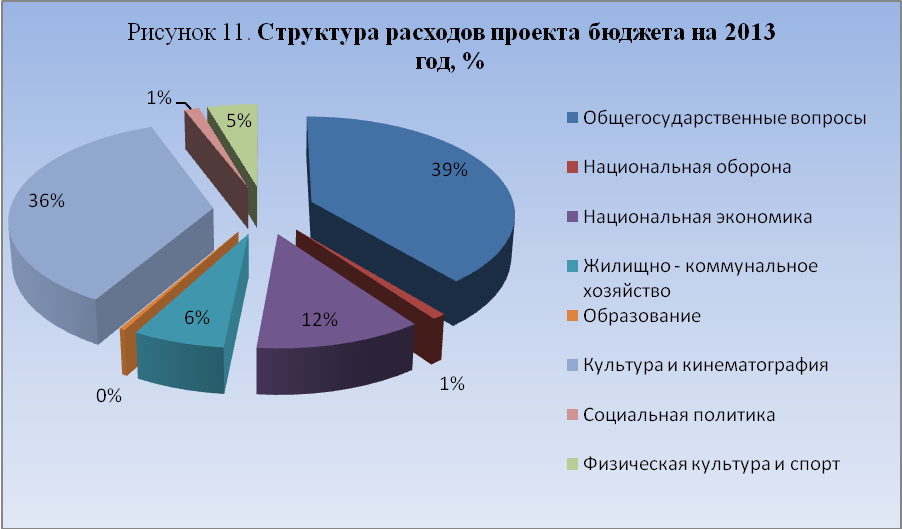 Рисунок 11. Структура расходов проекта бюджета на 2013
год, %
1%
5%
39%
36%
6%
12%
0%
1%
Общегосударственные вопросы
Национальная оборона
Национальная экономика
Жилищно - коммунальное
хозяйство
Образование
Культура и кинематография
Социальная политика
Физическая культура и спорт